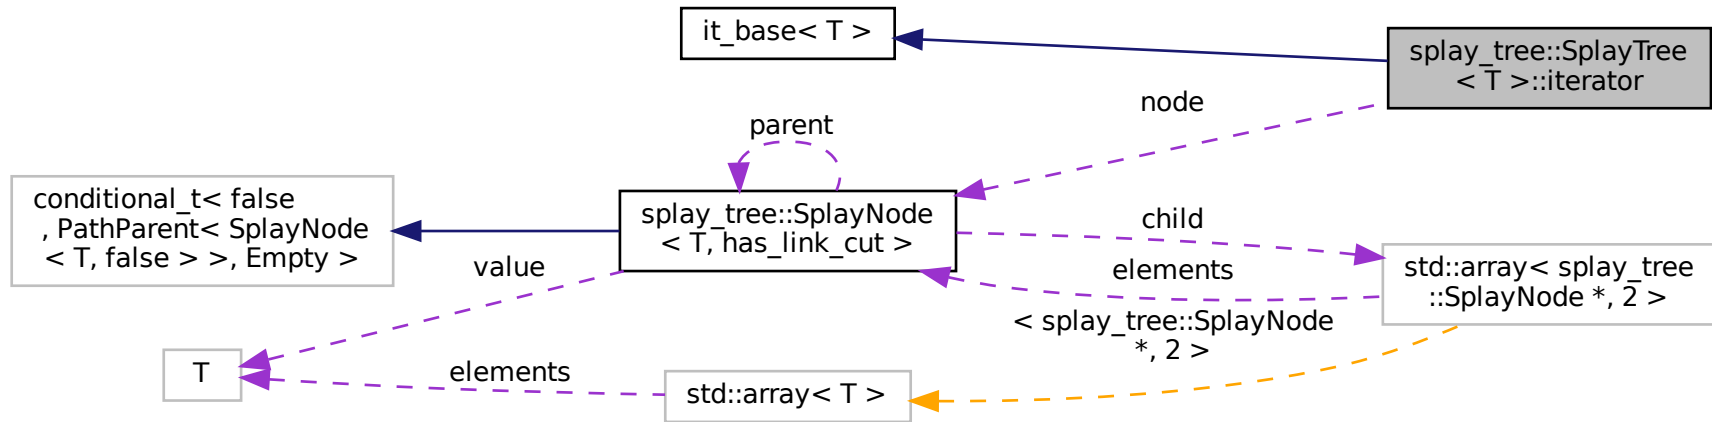 it_base< T >
splay_tree::SplayTree
< T >::iterator
node
parent
conditional_t< false
, PathParent< SplayNode
< T, false > >, Empty >
splay_tree::SplayNode
< T, has_link_cut >
child
value
elements
std::array< splay_tree
::SplayNode *, 2 >
< splay_tree::SplayNode
*, 2 >
T
elements
std::array< T >